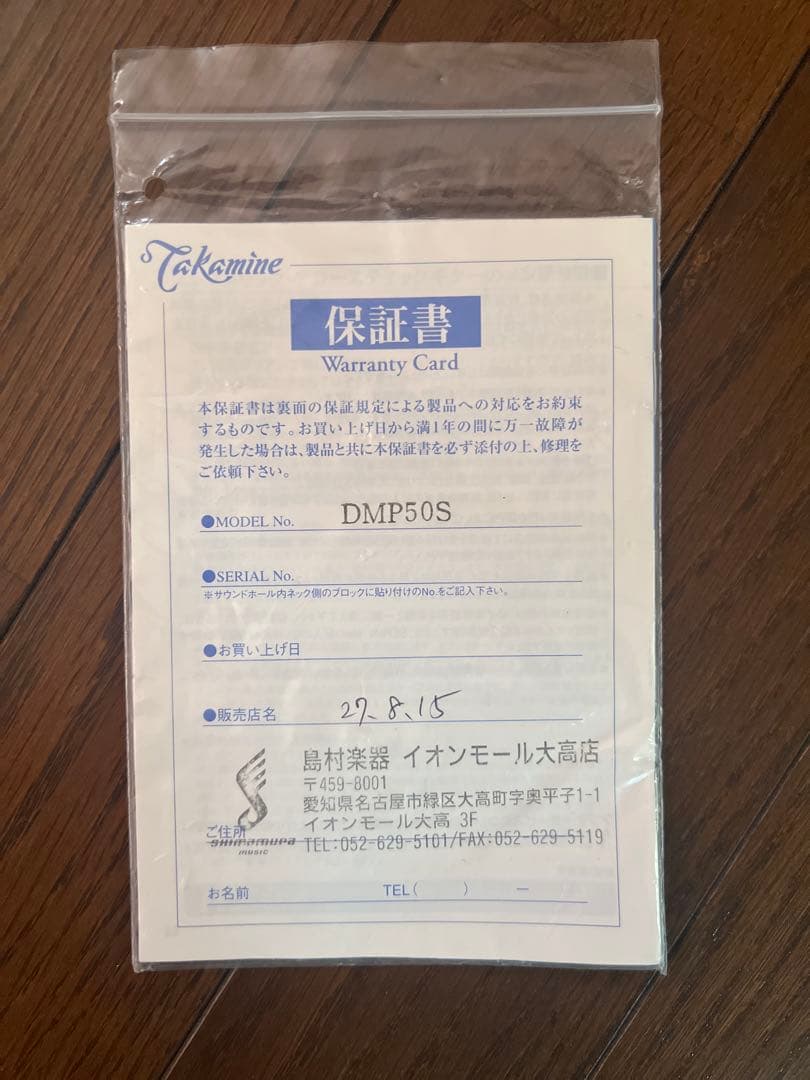 Takamine
保証書
Warranty Card
本保証書は裏面の保証規定による製品への対応をお約束
するものです。お買い上げ日から満1年の間に万一故障が
発生した場合は、製品と共に本保証書を必ず添付の上、修理を
ご依頼下さい。
●MODEL No. DMP50S
●SERIAL No.
※サウンドホール内ネック側のブロックに貼り付けのNo.をご記入下さい。
●お買い上げ日
●販売店名 27.8.15
島村楽器 イオンモール大高店
〒459-8001
愛知県名古屋市緑区大高町字奥平子1-1
イオンモール大高 3F
ご住所
TEL:052-629-5101/FAX:052-629-5119
shimamura
music
お名前 TEL( ) ー